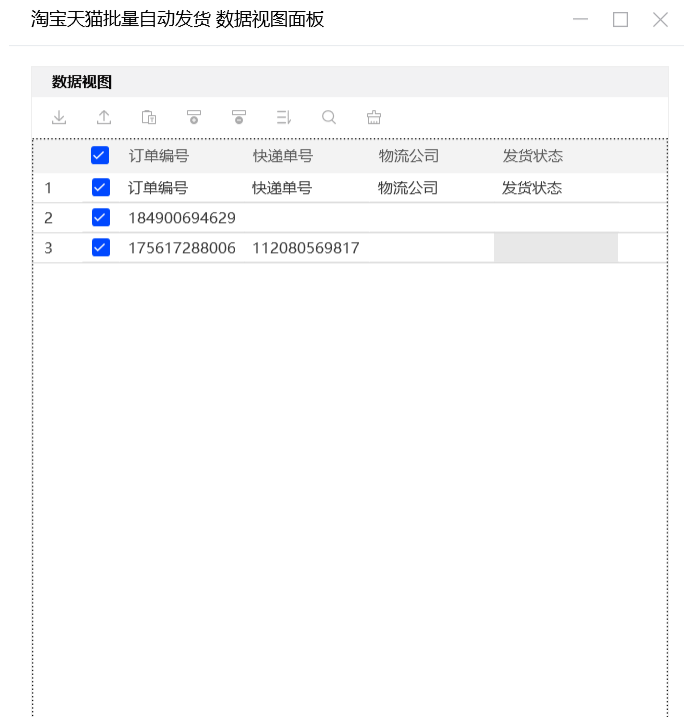 淘宝天猫批量自动发货 数据视图面板
数据视图
订单编号 快递单号 物流公司 发货状态
1 订单编号 快递单号 物流公司 发货状态
2 184900694629
3 175617288006 112080569817